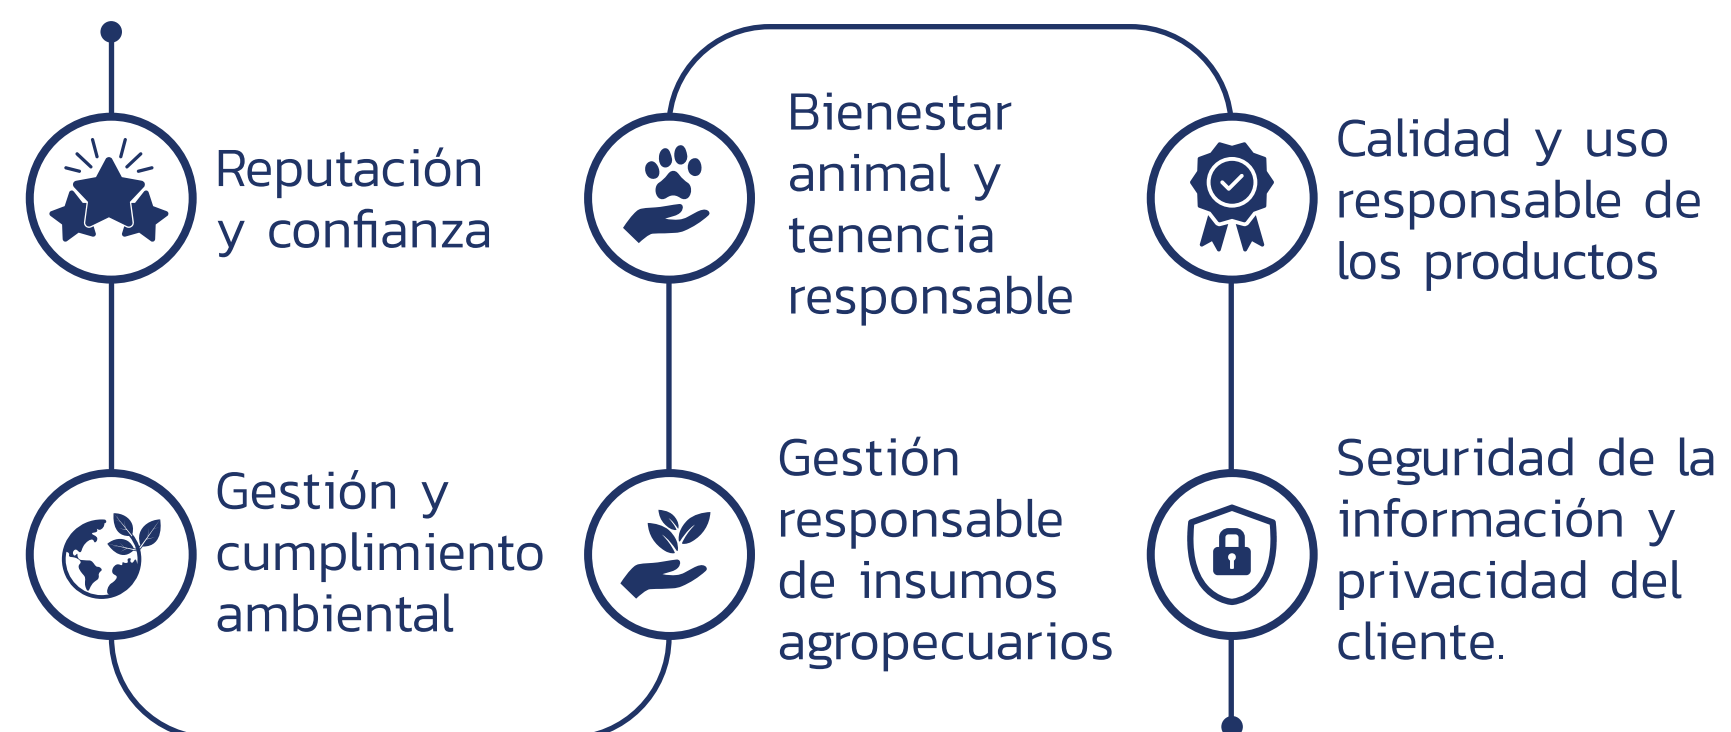 Reputación
y confianza
Gestión y
cumplimiento
ambiental
Gestión
responsable
de insumos
agropecuarios
Bienestar
animal y
tenencia
responsable
Calidad y uso
responsable de
los productos
Seguridad de la
información y
privacidad del
cliente.